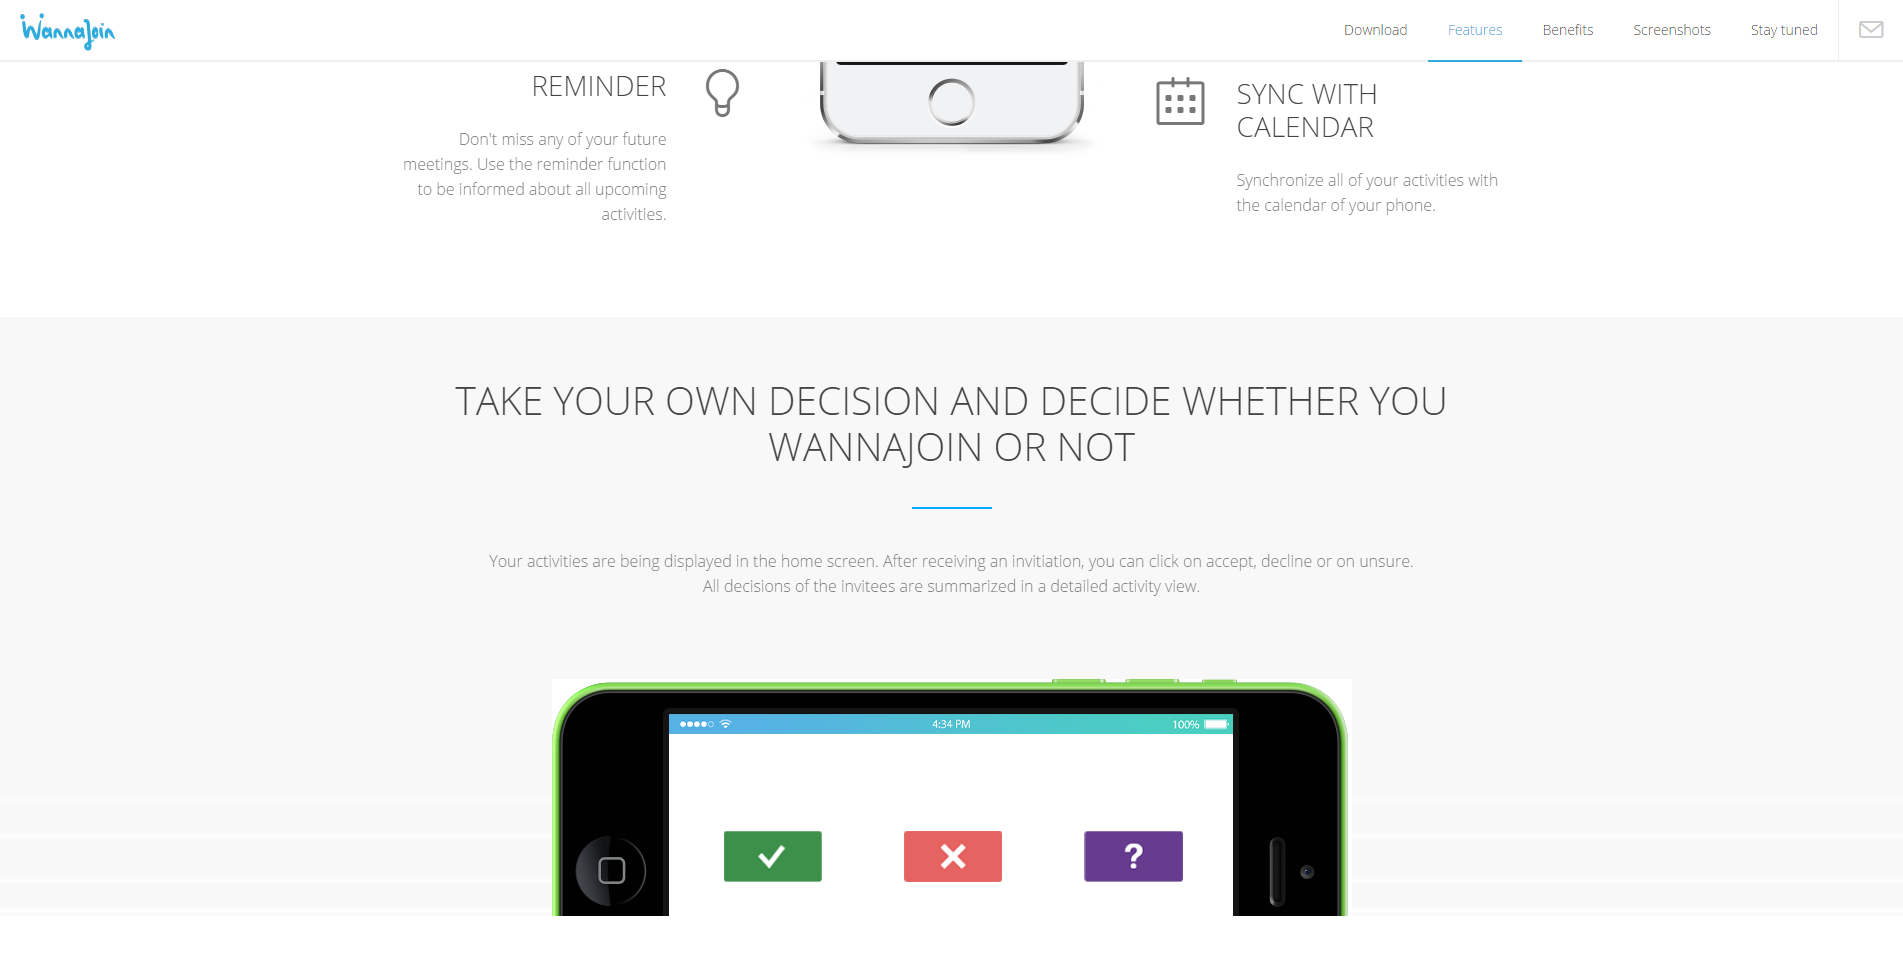 WannaJoin
Download
Features
Benefits
Screenshots
Stay tuned
REMINDER
Don't miss any of your future
meetings. Use the reminder function
to be informed about all upcoming
activities.
SYNC WITH
CALENDAR
Synchronize all of your activities with
the calendar of your phone.
TAKE YOUR OWN DECISION AND DECIDE WHETHER YOU
WANNAJOIN OR NOT
Your activities are being displayed in the home screen. After receiving an invitiation, you can click on accept, decline or on unsure.
All decisions of the invitees are summarized in a detailed activity view.
4:34 PM
100%
?